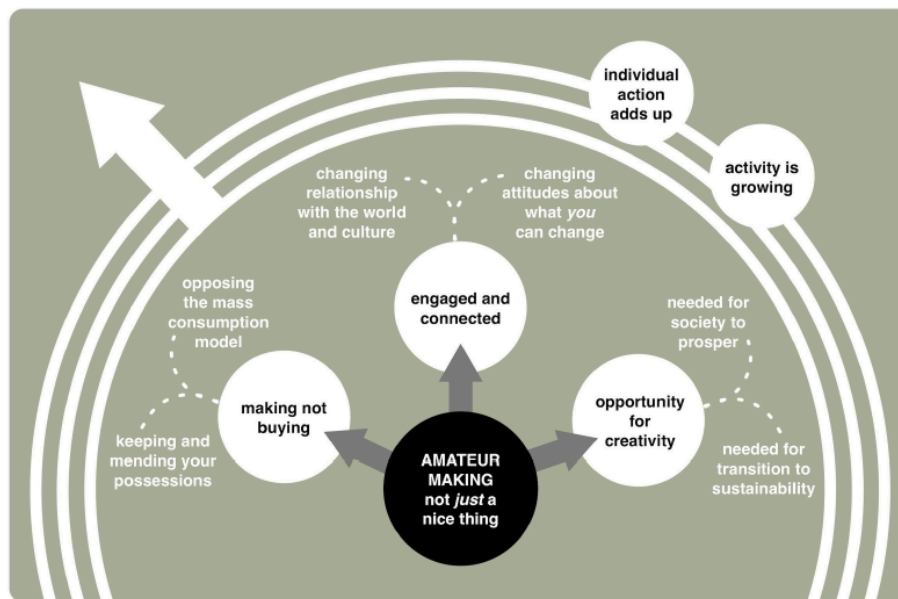 individual
action
adds up
activity is
growing
changing
relationship
with the world
and culture
changing
attitudes about
what you
can change
engaged and
connected
opposing
the mass
consumption
model
making not
buying
keeping and
mending your
possessions
needed for
society to
prosper
opportunity
for
creativity
needed for
transition to
sustainability
AMATEUR
MAKING
not just a
nice thing